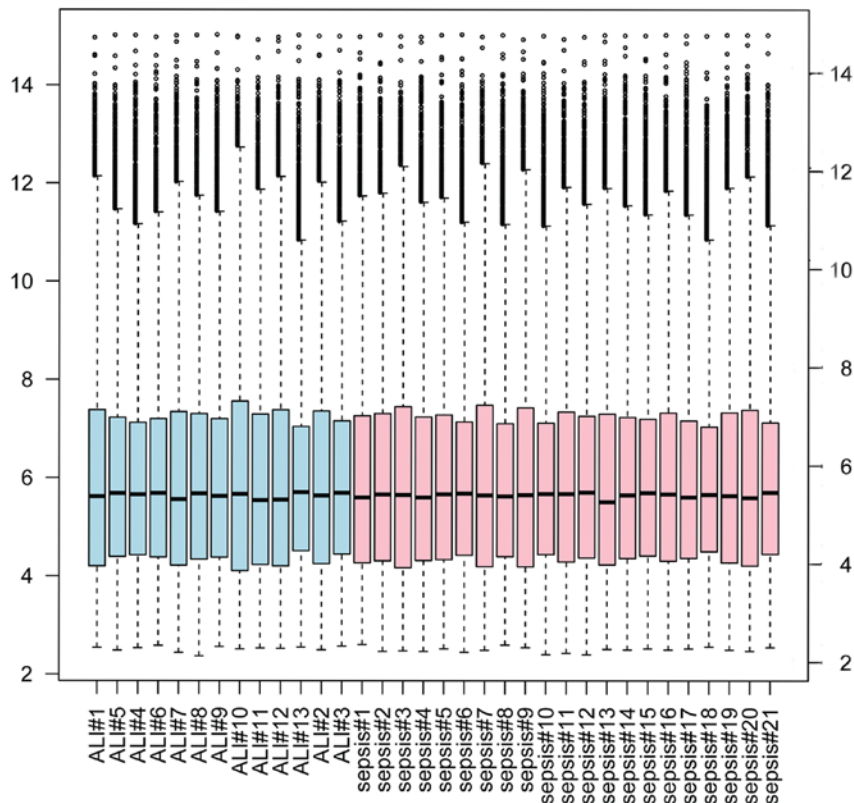 14
12
10
8
6
4
2
14
12
10
8
6
4
2
ALI#1
ALI#5
ALI#4
ALI#6
ALI#7
ALI#8
ALI#9
ALI#10
ALI#11
ALI#12
ALI#13
ALI#2
ALI#3
sepsis#1
sepsis#2
sepsis#3
sepsis#4
sepsis#5
sepsis#6
sepsis#7
sepsis#8
sepsis#9
sepsis#10
sepsis#11
sepsis#12
sepsis#13
sepsis#14
sepsis#15
sepsis#16
sepsis#17
sepsis#18
sepsis#19
sepsis#20
sepsis#21